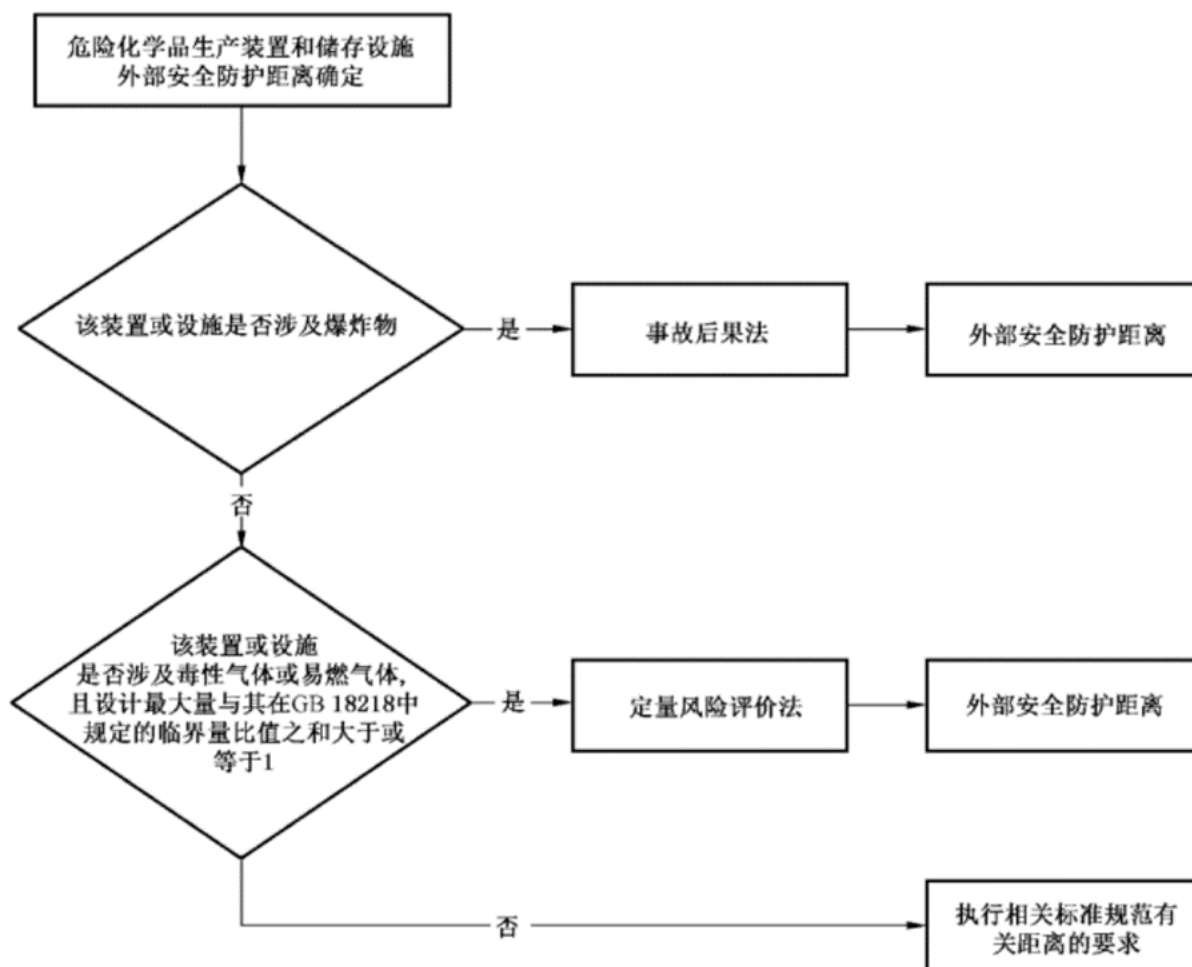 危险化学品生产装置和储存设施
外部安全防护距离确定
该装置或设施是否涉及爆炸物
是
事故后果法
外部安全防护距离
否
该装置或设施
是否涉及毒性气体或易燃气体,
且设计最大量与其在GB 18218中
规定的临界量比值之和大于或
等于1
是
定量风险评价法
外部安全防护距离
否
执行相关标准规范有
关距离的要求